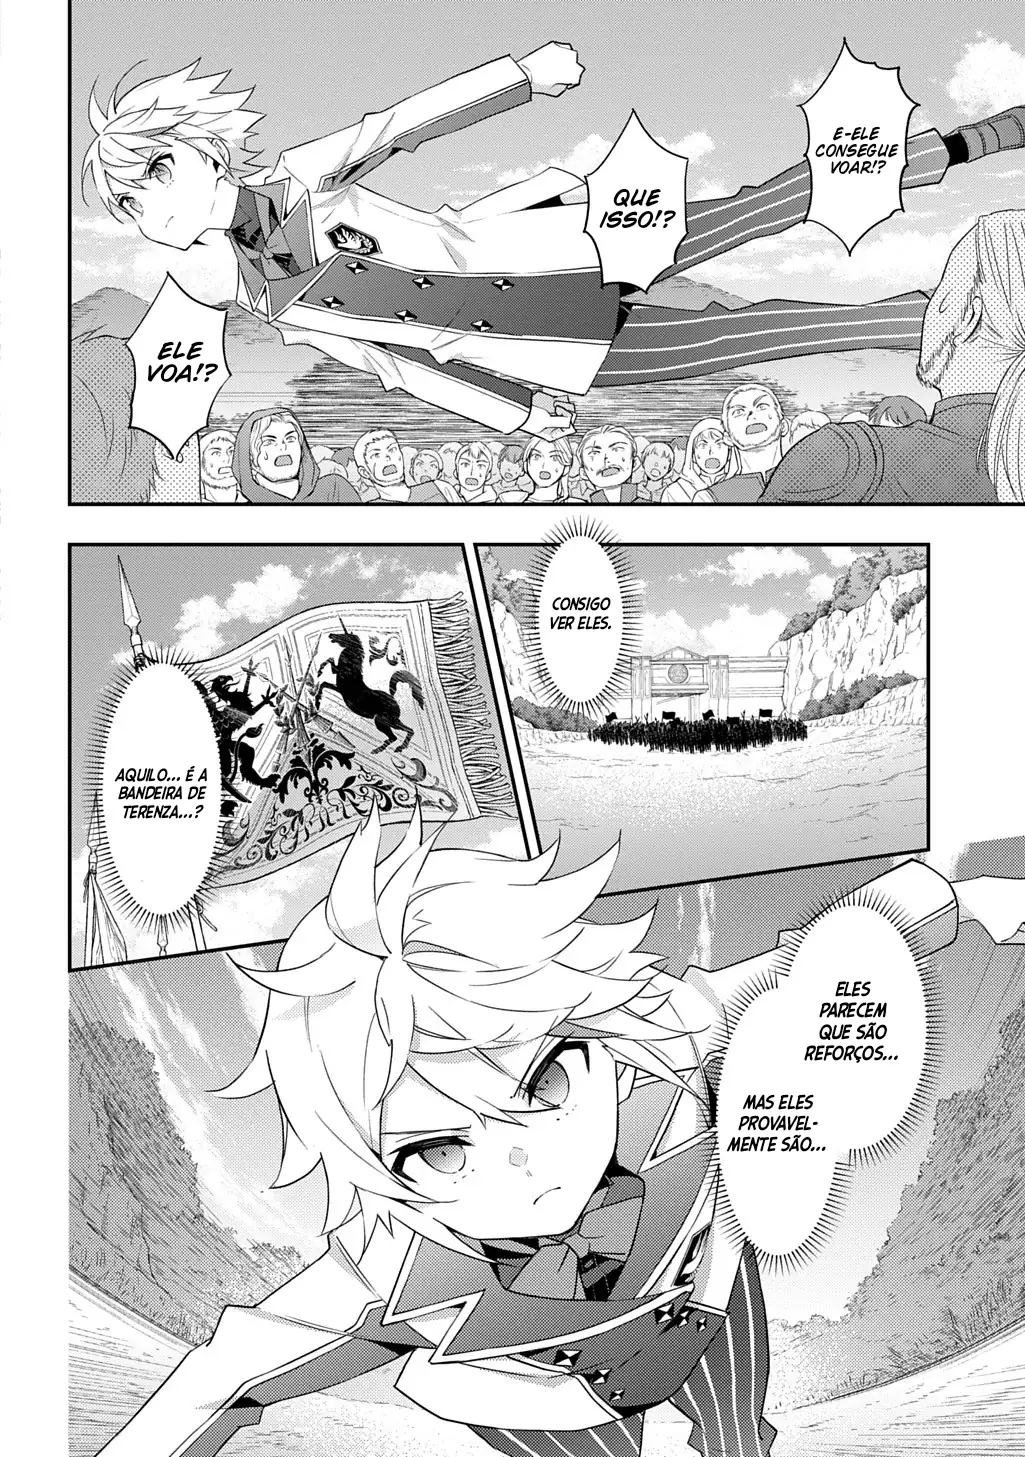 E-ELE
CONSEGUE
VOAR!?
QUE
ISSO!?
ELE
VOA!?
CONSIGO
VER ELES.
AQUILO... É A
BANDEIRA DE
TERENZA...?
ELES
PARECEM
QUE SÃO
REFORÇOS...
MAS ELES
PROVAVEL-
MENTE SÃO...